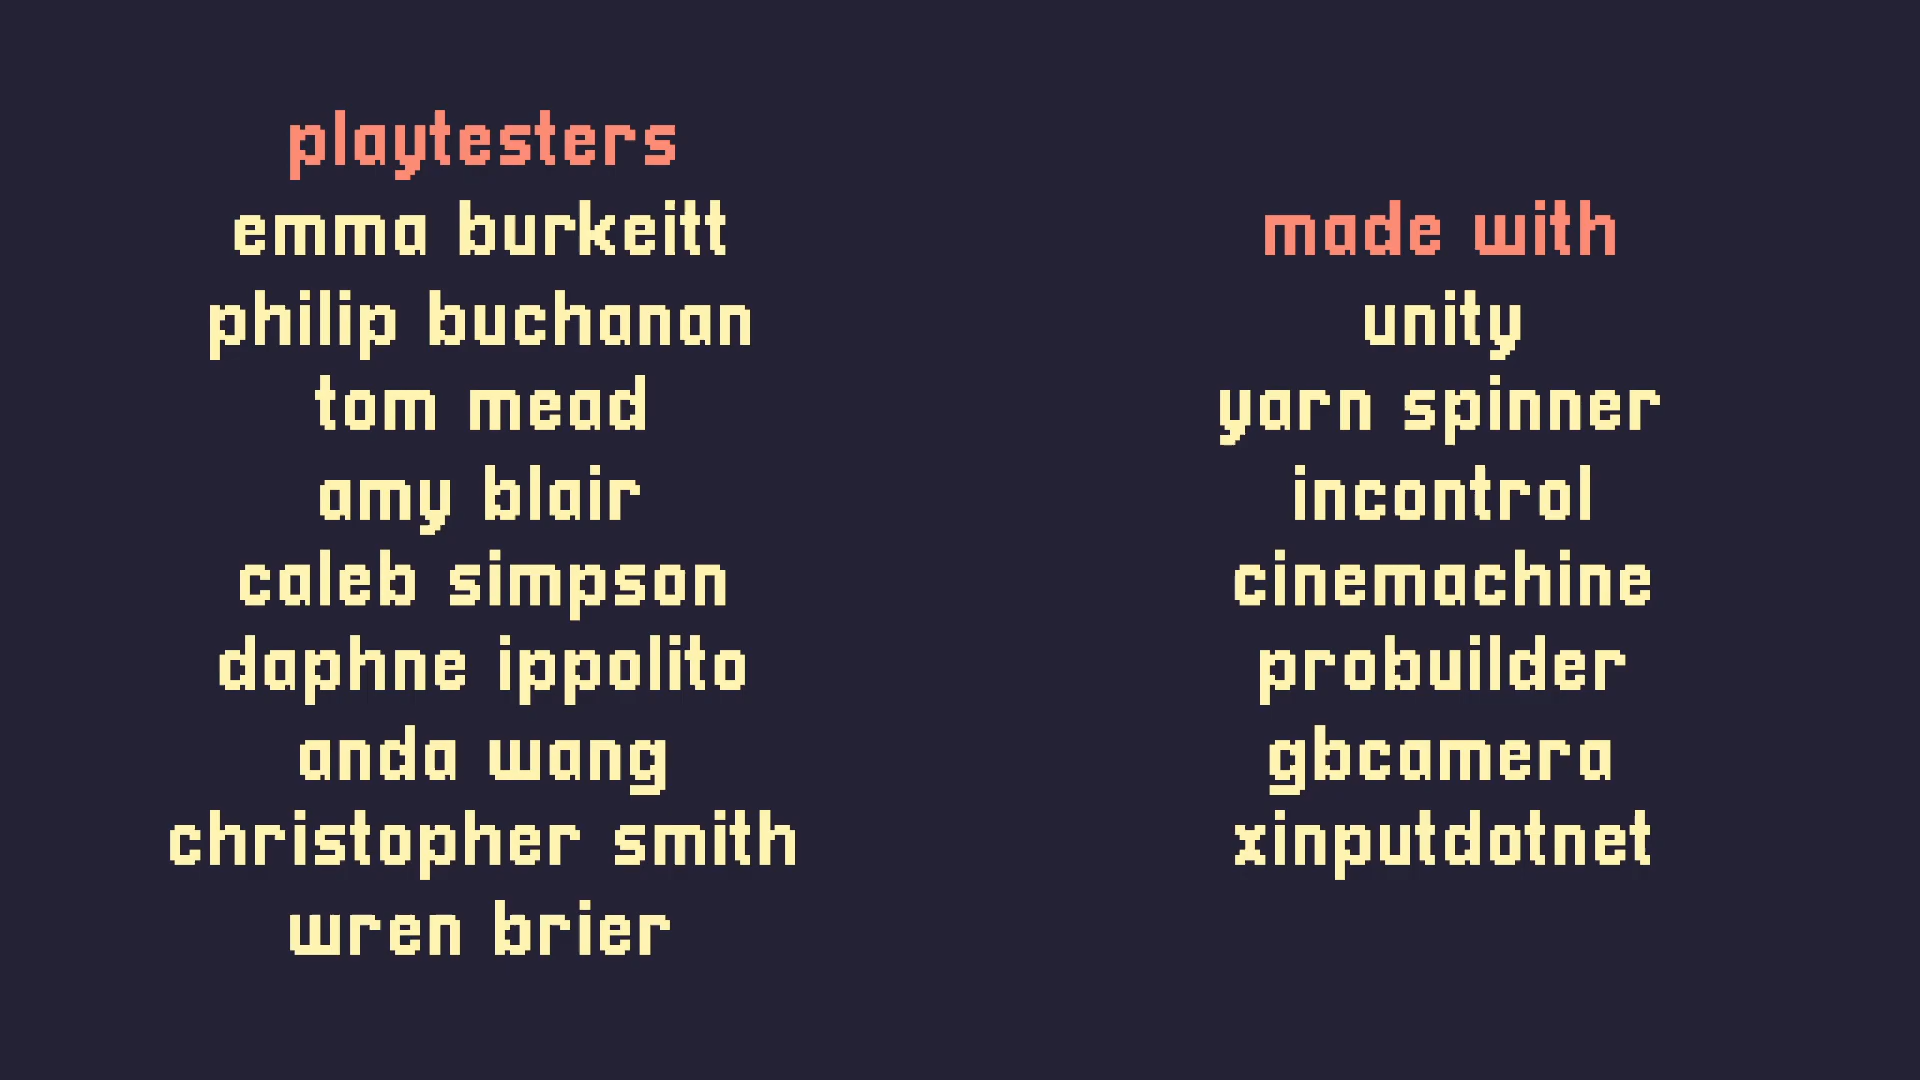 playtesters
emma burkeitt
philip buchanan
tom mead
amy blair
caleb simpson
daphne ippolito
anda wang
christopher smith
wren brier
made with
unity
yarn spinner
incontrol
cinemachine
probuilder
gbcamera
xinputdotnet